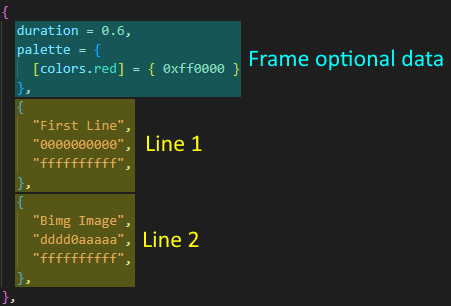 {
duration = 0.6,
palette = {
[colors.red] = { 0xff0000 }
},
Frame optional data
{
"First Line",
"0000000000",
"ffffffffff",
},
Line 1
{
"Bimg Image",
"dddd0aaaaa",
"ffffffffff",
},
Line 2
},